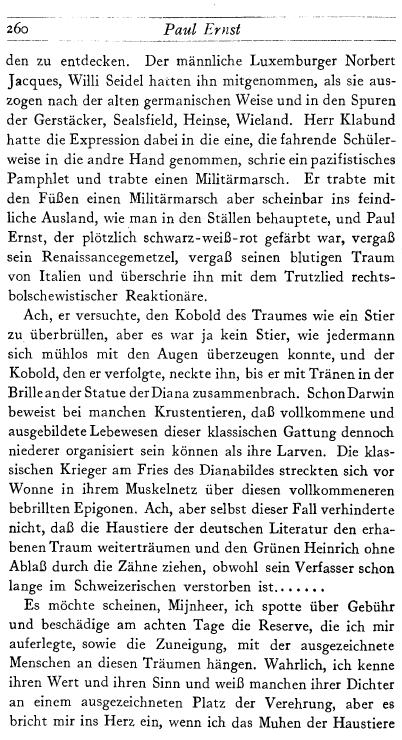 260 Paul Ernst
den zu entdecken. Der männliche Luxemburger Norbert
Jacques, Willi Seidel hatten ihn mitgenommen, als sie aus-
zogen nach der alten germanischen Weise und in den Spuren
der Gerstäcker, Sealsfield, Heinse, Wieland. Herr Klabund
hatte die Expression dabei in die eine, die fahrende Schüler-
weise in die andre Hand genommen, schrie ein pazifistisches
Pamphlet und trabte einen Militärmarsch. Er trabte mit
den Füßen einen Militärmarsch aber scheinbar ins feind-
liche Ausland, wie man in den Ställen behauptete, und Paul
Ernst, der plötzlich schwarz-weiß-rot gefärbt war, vergaß
sein Renaissancegemetzel, vergaß seinen blutigen Traum
von Italien und überschrie ihn mit dem Trutzlied rechts-
bolschewistischer Reaktionäre.
Ach, er versuchte, den Kobold des Traumes wie ein Stier
zu überbrüllen, aber es war ja kein Stier, wie jedermann
sich mühlos mit den Augen überzeugen konnte, und der
Kobold, den er verfolgte, neckte ihn, bis er mit Tränen in der
Brille an der Statue der Diana zusammenbrach. Schon Darwin
beweist bei manchen Krustentieren, daß vollkommene und
ausgebildete Lebewesen dieser klassischen Gattung dennoch
niederer organisiert sein können als ihre Larven. Die klas-
sischen Krieger am Fries des Dianabildes streckten sich vor
Wonne in ihrem Muskelnetz über diesen vollkommeneren
bebrillten Epigonen. Ach, aber selbst dieser Fall verhinderte
nicht, daß die Haustiere der deutschen Literatur den erha-
benen Traum weiterträumen und den Grünen Heinrich ohne
Ablaß durch die Zähne ziehen, obwohl sein Verfasser schon
lange im Schweizerischen verstorben ist.......
Es möchte scheinen, Mijnheer, ich spotte über Gebühr
und beschädige am achten Tage die Reserve, die ich mir
auferlegte, sowie die Zuneigung, mit der ausgezeichnete
Menschen an diesen Träumen hängen. Wahrlich, ich kenne
ihren Wert und ihren Sinn und weiß manchen ihrer Dichter
an einem ausgezeichneten Platz der Verehrung, aber es
bricht mir ins Herz ein, wenn ich das Muhen der Haustiere